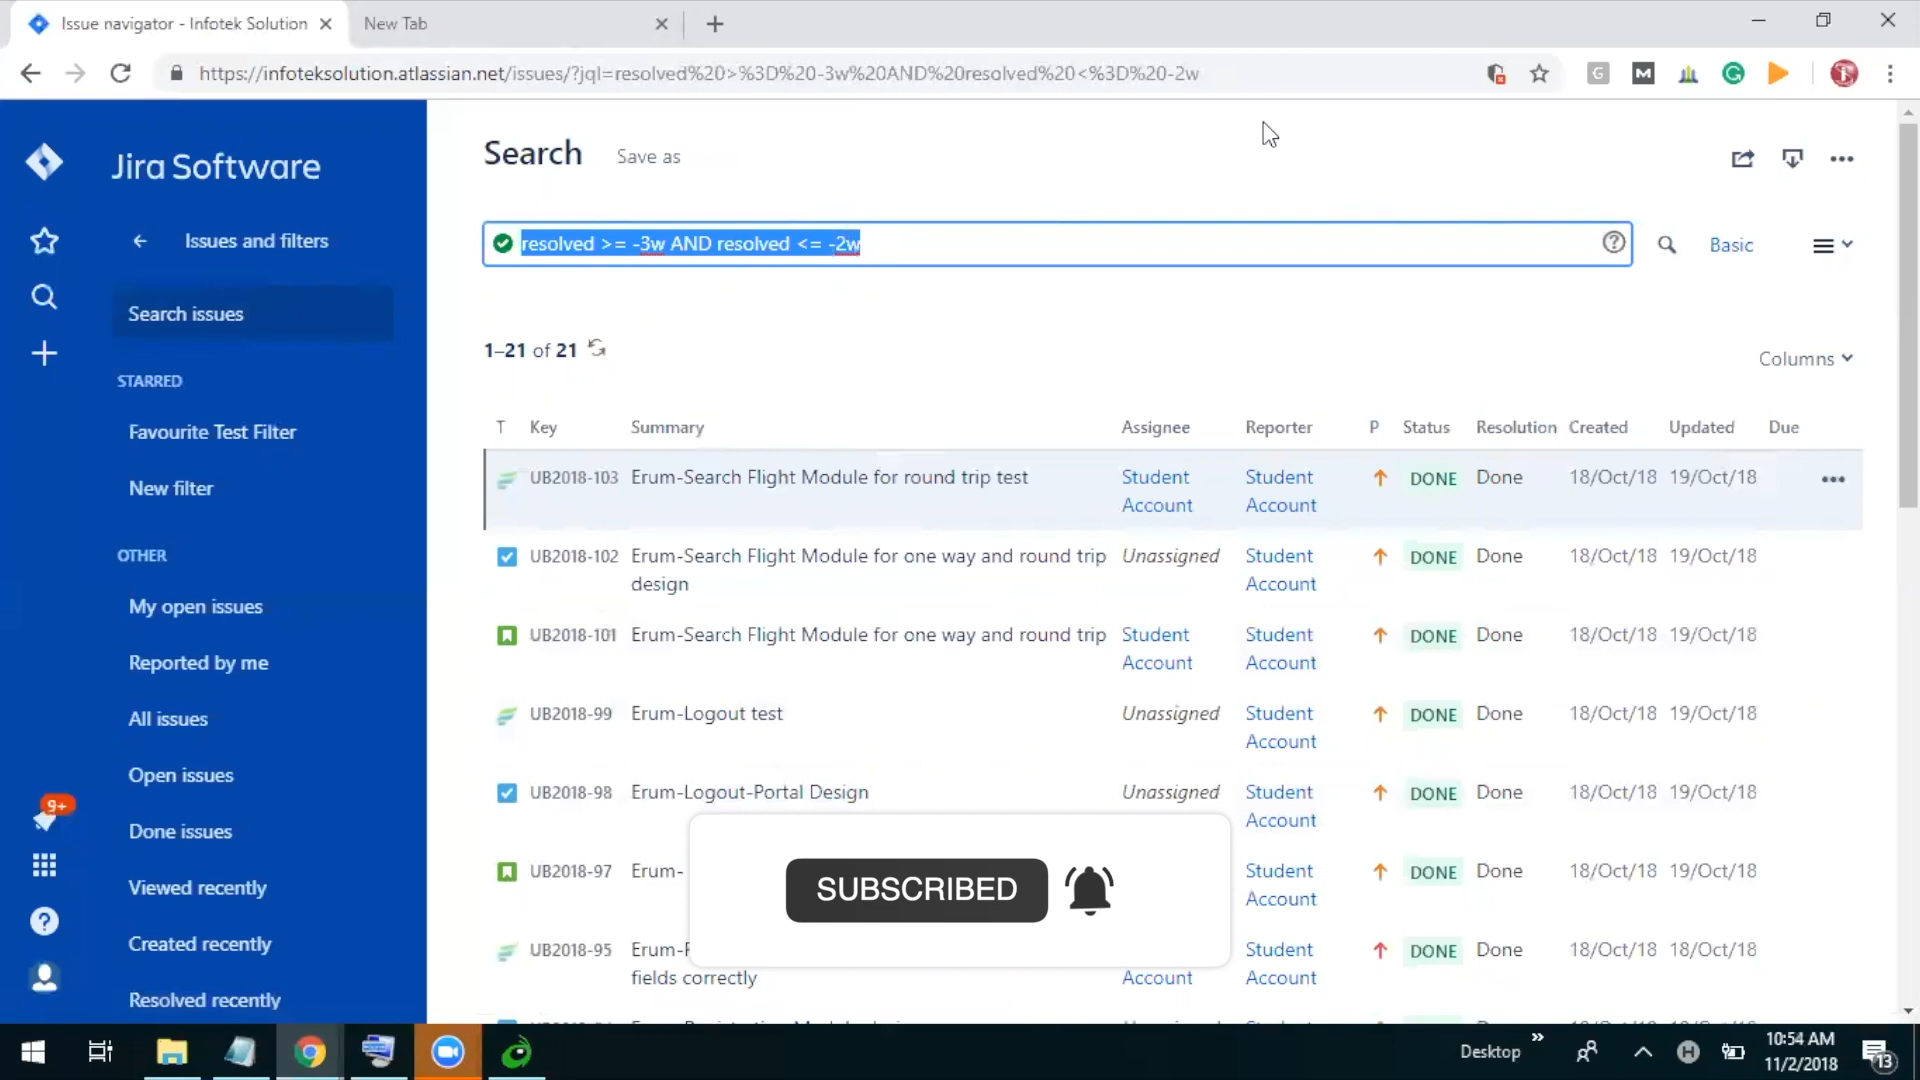 Issue navigator - Infotek Solution
New Tab
https://infoteksolution.atlassian.net/issues/?jql=resolved%20>%3D%20-3w%20AND%20resolved%20<%3D%20-2w
Jira Software
Issues and filters
Search issues
STARRED
Favourite Test Filter
New filter
OTHER
My open issues
Reported by me
All issues
Open issues
Done issues
Viewed recently
Created recently
Resolved recently
9+
Search Save as
resolved >= -3w AND resolved <= -2w
Basic
1–21 of 21
Columns
T Key Summary Assignee Reporter P Status Resolution Created Updated Due
UB2018-103 Erum-Search Flight Module for round trip test Student Account Student Account DONE Done 18/Oct/18 19/Oct/18
UB2018-102 Erum-Search Flight Module for one way and round trip design Unassigned Student Account DONE Done 18/Oct/18 19/Oct/18
UB2018-101 Erum-Search Flight Module for one way and round trip Student Account Student Account DONE Done 18/Oct/18 19/Oct/18
UB2018-99 Erum-Logout test Unassigned Student Account DONE Done 18/Oct/18 19/Oct/18
UB2018-98 Erum-Logout-Portal Design Unassigned Student Account DONE Done 18/Oct/18 19/Oct/18
UB2018-97 Erum- Student Account DONE Done 18/Oct/18 19/Oct/18
UB2018-95 Erum- fields correctly Account Student Account DONE Done 18/Oct/18 18/Oct/18
SUBSCRIBED
Desktop
10:54 AM
11/2/2018
13